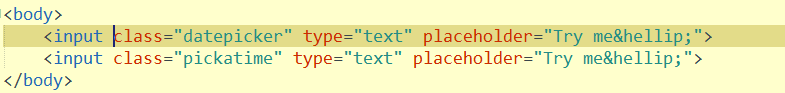 <body>
<input class="datepicker" type="text" placeholder="Try me&hellip;">
<input class="pickatime" type="text" placeholder="Try me&hellip;">
</body>